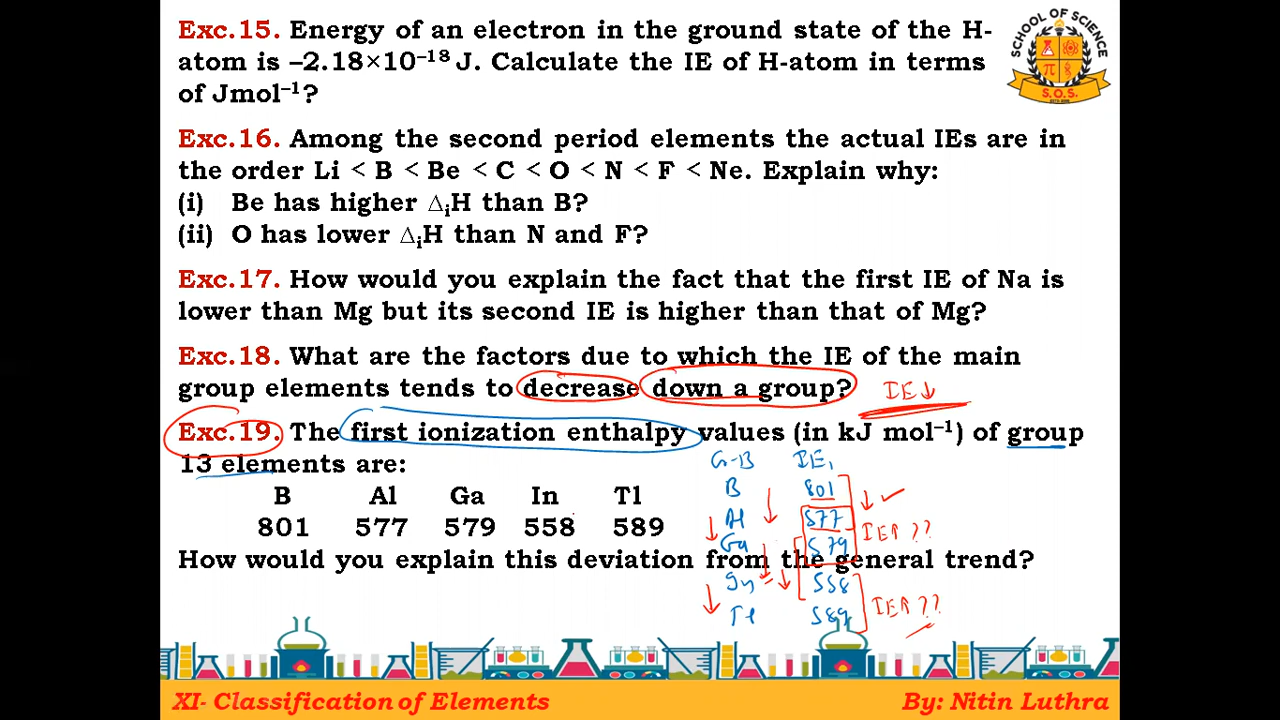 Exc.15. Energy of an electron in the ground state of the H-
atom is –2.18×10⁻¹⁸ J. Calculate the IE of H-atom in terms
of Jmol⁻¹?
SCHOOL OF SCIENCE
S.O.S.
Exc.16. Among the second period elements the actual IEs are in
the order Li < B < Be < C < O < N < F < Ne. Explain why:
(i) Be has higher △ᵢH than B?
(ii) O has lower △ᵢH than N and F?
Exc.17. How would you explain the fact that the first IE of Na is
lower than Mg but its second IE is higher than that of Mg?
Exc.18. What are the factors due to which the IE of the main
group elements tends to decrease down a group?
IE↓
Exc.19. The first ionization enthalpy values (in kJ mol⁻¹) of group
13 elements are:
B Al Ga In Tl
801 577 579 558 589
How would you explain this deviation from the general trend?
G-13 IE₁
B 801
Al 577
Ga 579 IE↑ ??
In 558
Tl 589 IE↑ ??
XI- Classification of Elements
By: Nitin Luthra